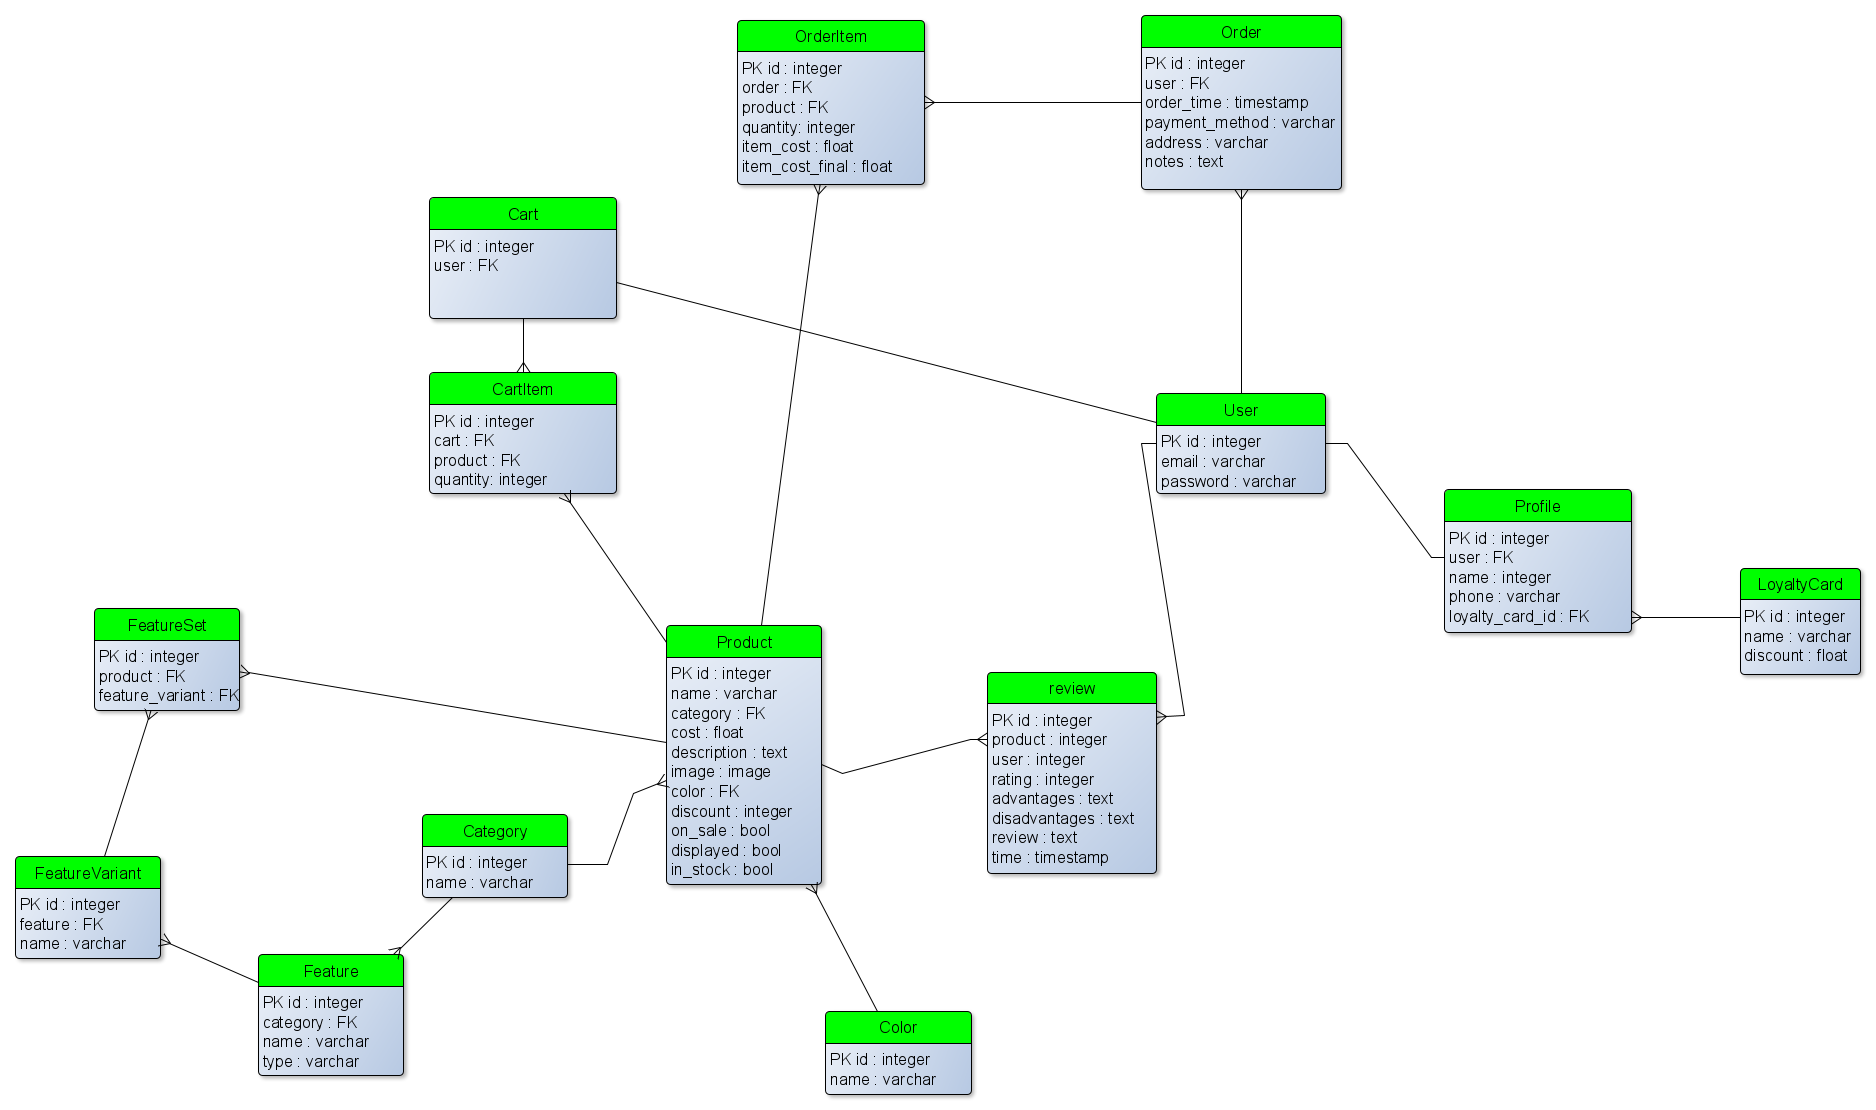 OrderItem
PK id : integer
order : FK
product : FK
quantity: integer
item_cost : float
item_cost_final : float
Order
PK id : integer
user : FK
order_time : timestamp
payment_method : varchar
address : varchar
notes : text
Cart
PK id : integer
user : FK
CartItem
PK id : integer
cart : FK
product : FK
quantity: integer
User
PK id : integer
email : varchar
password : varchar
Profile
PK id : integer
user : FK
name : integer
phone : varchar
loyalty_card_id : FK
LoyaltyCard
PK id : integer
name : varchar
discount : float
FeatureSet
PK id : integer
product : FK
feature_variant : FK
Product
PK id : integer
name : varchar
category : FK
cost : float
description : text
image : image
color : FK
discount : integer
on_sale : bool
displayed : bool
in_stock : bool
review
PK id : integer
product : integer
user : integer
rating : integer
advantages : text
disadvantages : text
review : text
time : timestamp
Category
PK id : integer
name : varchar
FeatureVariant
PK id : integer
feature : FK
name : varchar
Feature
PK id : integer
category : FK
name : varchar
type : varchar
Color
PK id : integer
name : varchar